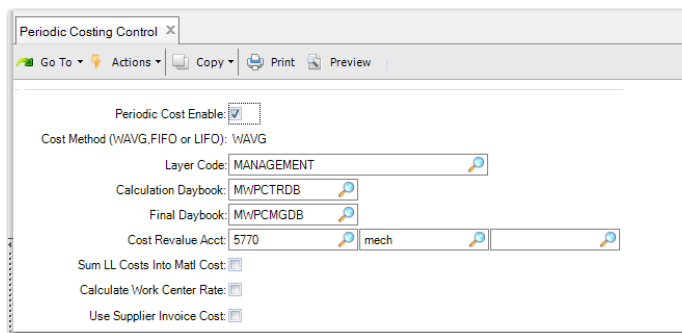 Periodic Costing Control X
Go To Actions Copy Print Preview
Periodic Cost Enable:
Cost Method (WAVG,FIFO or LIFO): WAVG
Layer Code: MANAGEMENT
Calculation Daybook: MWPCTRDB
Final Daybook: MWPCMGDB
Cost Revalue Acct: 5770 mech
Sum LL Costs Into Matl Cost:
Calculate Work Center Rate:
Use Supplier Invoice Cost: